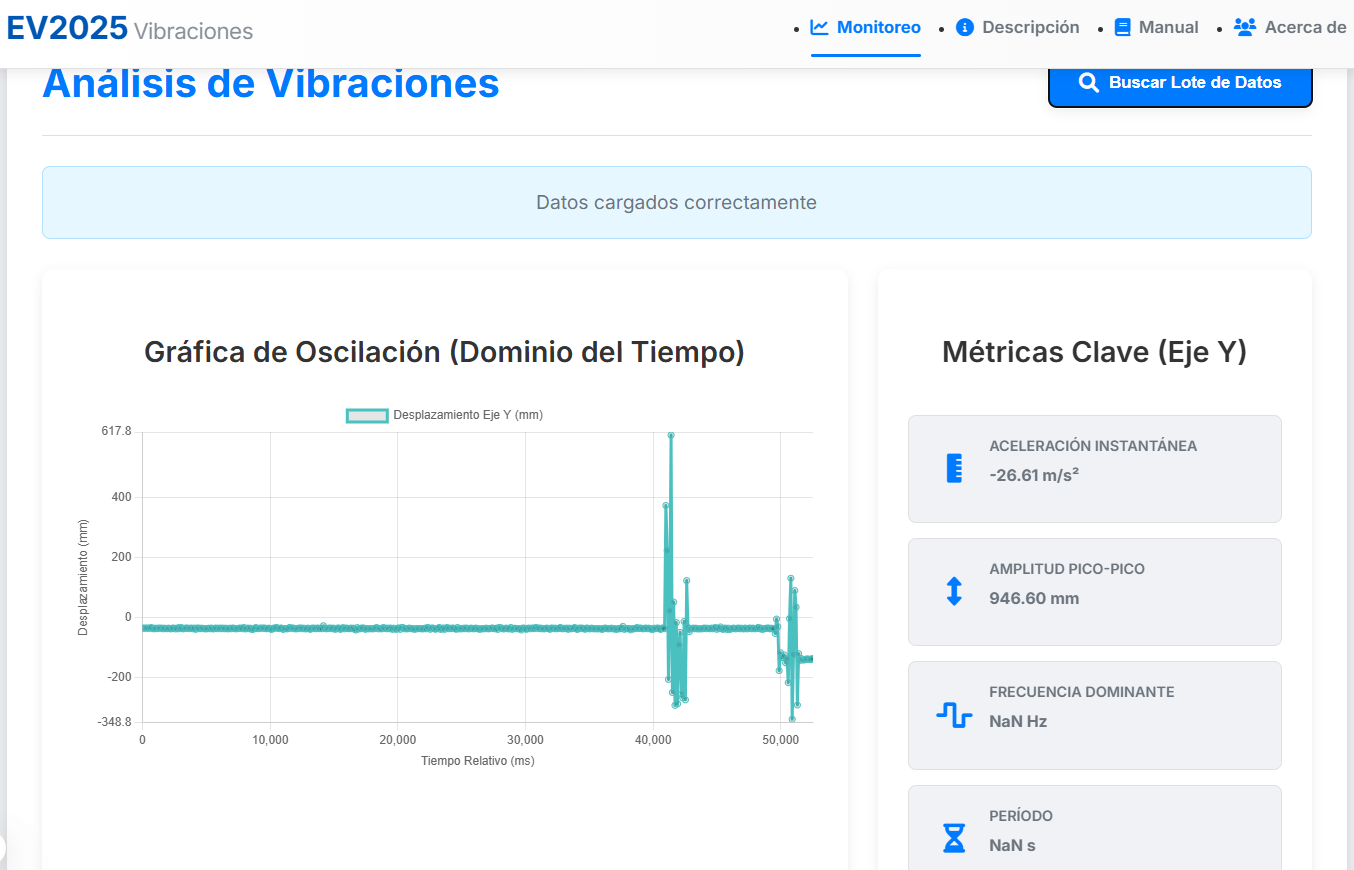 EV2025 Vibraciones
Monitoreo
Descripción
Manual
Acerca de
Análisis de Vibraciones
Buscar Lote de Datos
Datos cargados correctamente
Gráfica de Oscilación (Dominio del Tiempo)
Desplazamiento Eje Y (mm)
617.8
400
200
0
-200
-348.8
Desplazamiento (mm)
0
10,000
20,000
30,000
40,000
50,000
Tiempo Relativo (ms)
Métricas Clave (Eje Y)
ACELERACIÓN INSTANTÁNEA
-26.61 m/s²
AMPLITUD PICO-PICO
946.60 mm
FRECUENCIA DOMINANTE
NaN Hz
PERÍODO
NaN s